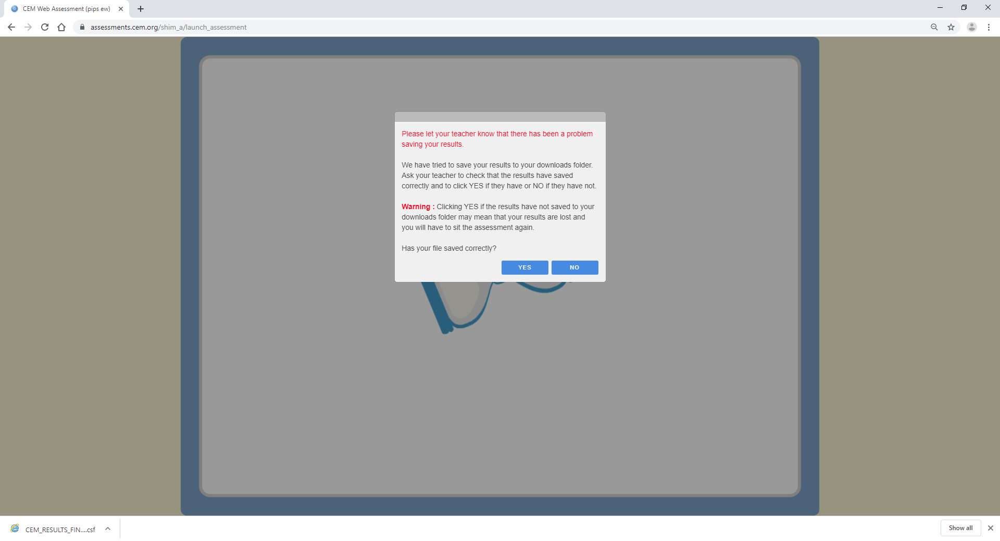 CEM Web Assessment (pips ew)
assessments.cem.org/shim_a/launch_assessment
Please let your teacher know that there has been a problem
saving your results.
We have tried to save your results to your downloads folder.
Ask your teacher to check that the results have saved
correctly and to click YES if they have or NO if they have not.
Warning : Clicking YES if the results have not saved to your
downloads folder may mean that your results are lost and
you will have to sit the assessment again.
Has your file saved correctly?
YES NO
CEM_RESULTS_FIN....csf
Show all